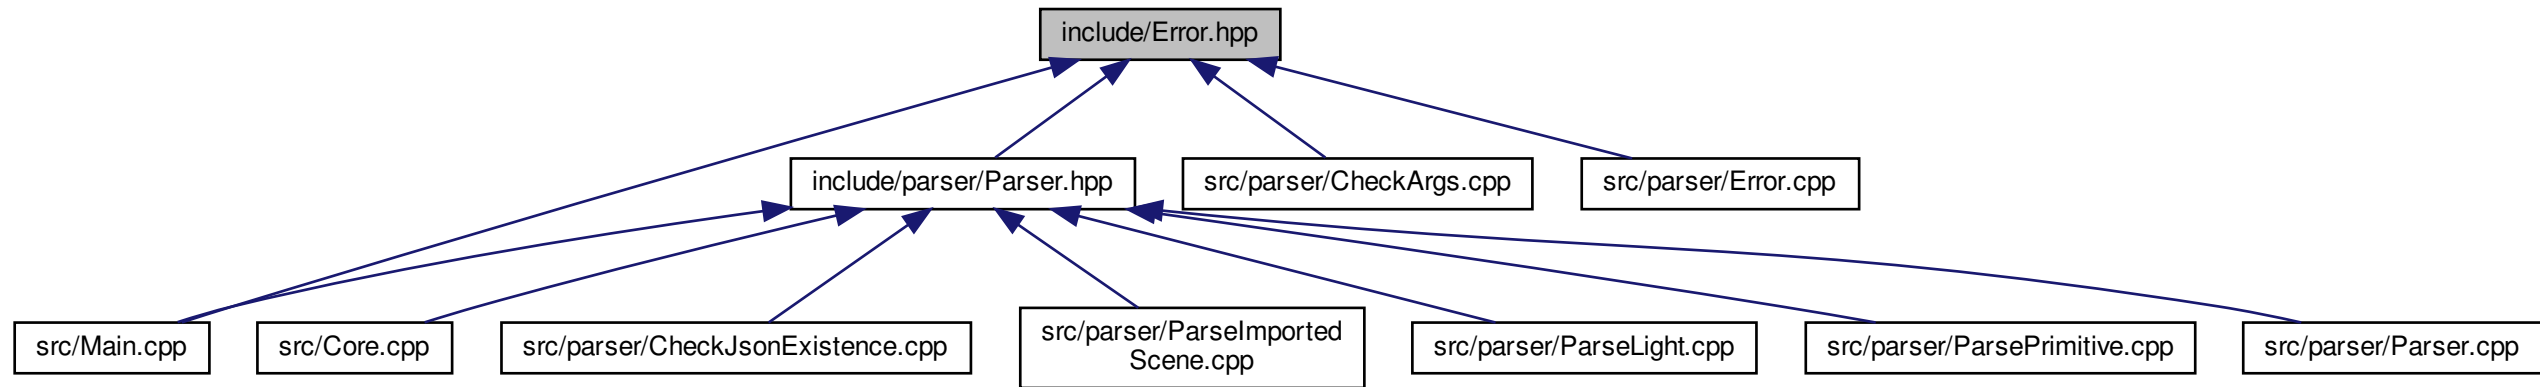 include/Error.hpp
include/parser/Parser.hpp
src/parser/CheckArgs.cpp
src/parser/Error.cpp
src/Main.cpp
src/Core.cpp
src/parser/CheckJsonExistence.cpp
src/parser/ParseImported
Scene.cpp
src/parser/ParseLight.cpp
src/parser/ParsePrimitive.cpp
src/parser/Parser.cpp